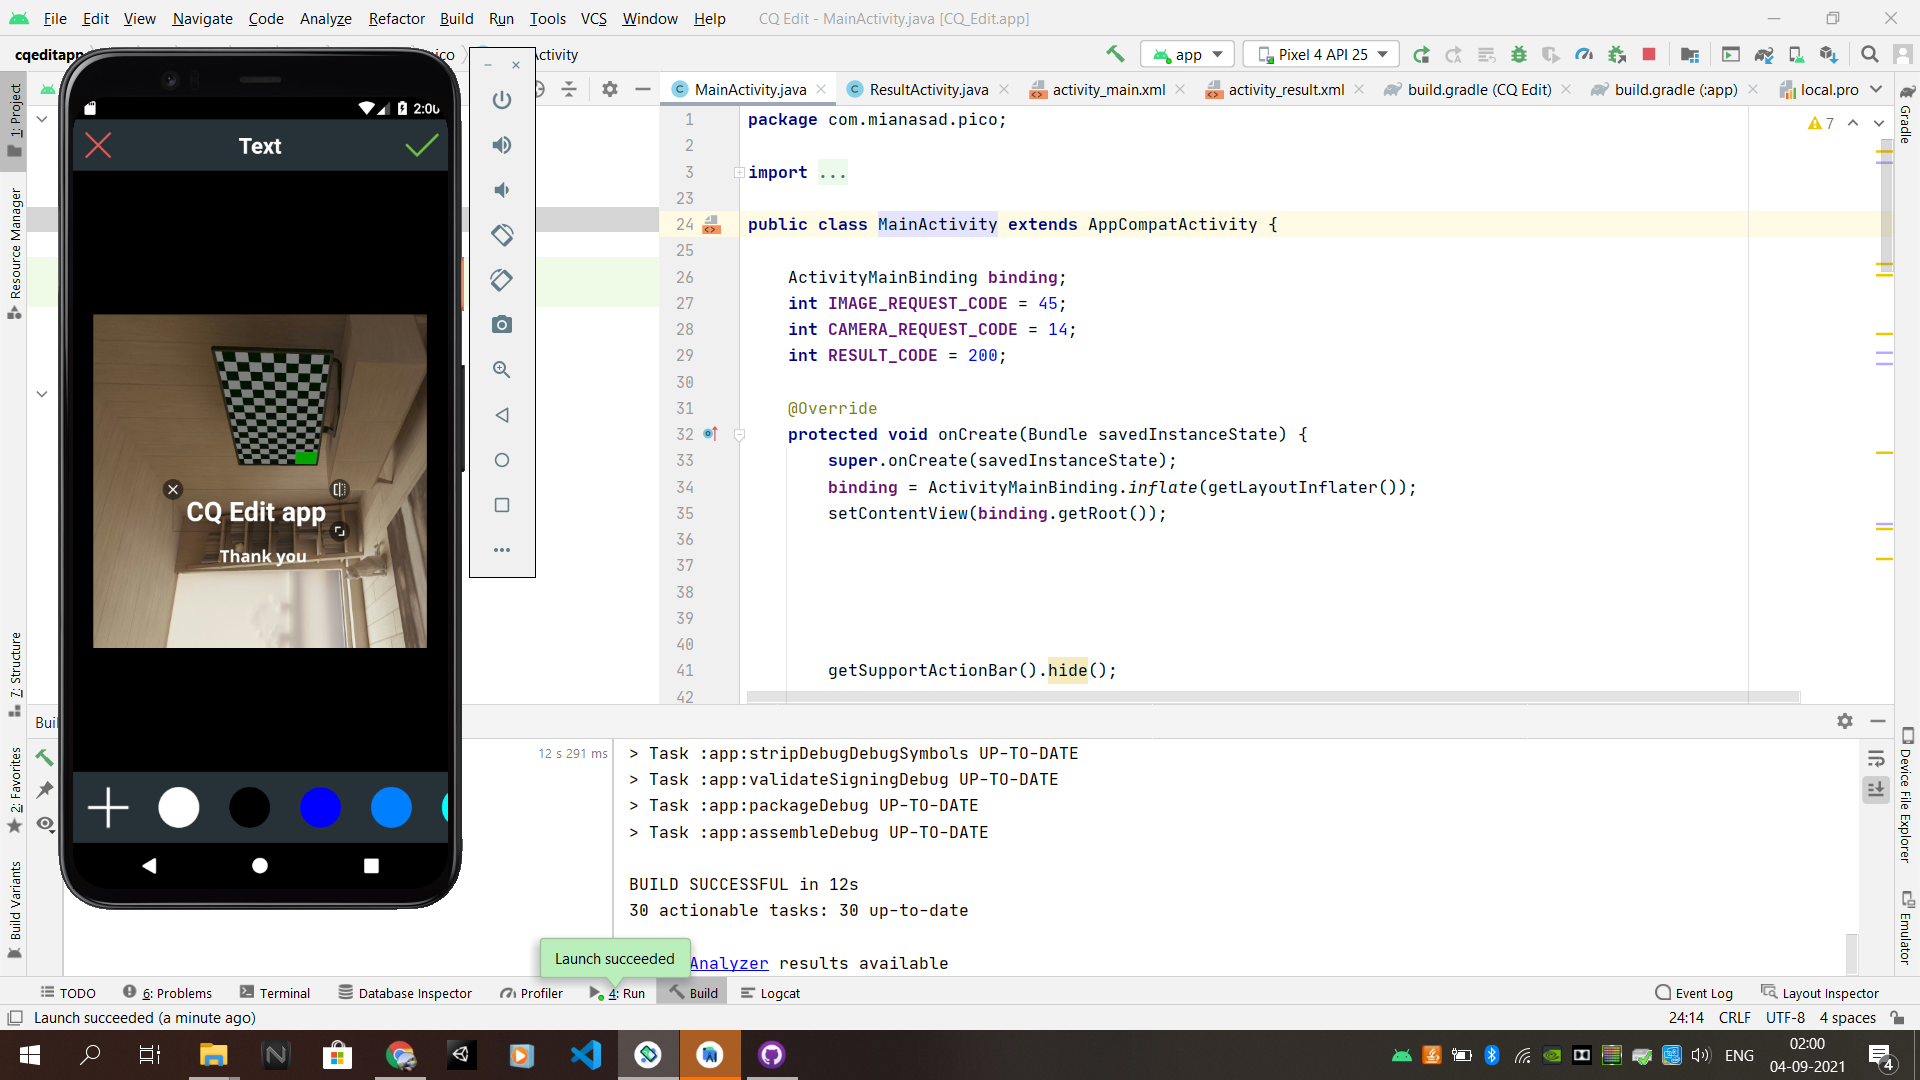 File Edit View Navigate Code Analyze Refactor Build Run Tools VCS Window Help CQ Edit - MainActivity.java [CQ_Edit.app]
cqeditapp
ico
Activity
app
Pixel 4 API 25
MainActivity.java
ResultActivity.java
activity_main.xml
activity_result.xml
build.gradle (CQ Edit)
build.gradle (:app)
local.pro
1: Project
Resource Manager
7: Structure
2: Favorites
Build Variants
Gradle
Device File Explorer
Emulator
2:00
Text
CQ Edit app
Thank you
7
1 package com.mianasad.pico;
2
3 import ...
23
24 public class MainActivity extends AppCompatActivity {
25
26 ActivityMainBinding binding;
27 int IMAGE_REQUEST_CODE = 45;
28 int CAMERA_REQUEST_CODE = 14;
29 int RESULT_CODE = 200;
30
31 @Override
32 protected void onCreate(Bundle savedInstanceState) {
33 super.onCreate(savedInstanceState);
34 binding = ActivityMainBinding.inflate(getLayoutInflater());
35 setContentView(binding.getRoot());
36
37
38
39
40
41 getSupportActionBar().hide();
42
Buil
12 s 291 ms
> Task :app:stripDebugDebugSymbols UP-TO-DATE
> Task :app:validateSigningDebug UP-TO-DATE
> Task :app:packageDebug UP-TO-DATE
> Task :app:assembleDebug UP-TO-DATE
BUILD SUCCESSFUL in 12s
30 actionable tasks: 30 up-to-date
Analyzer results available
Launch succeeded
TODO 6: Problems Terminal Database Inspector Profiler 4: Run Build Logcat Event Log Layout Inspector
Launch succeeded (a minute ago) 24:14 CRLF UTF-8 4 spaces
ENG
02:00
04-09-2021
4